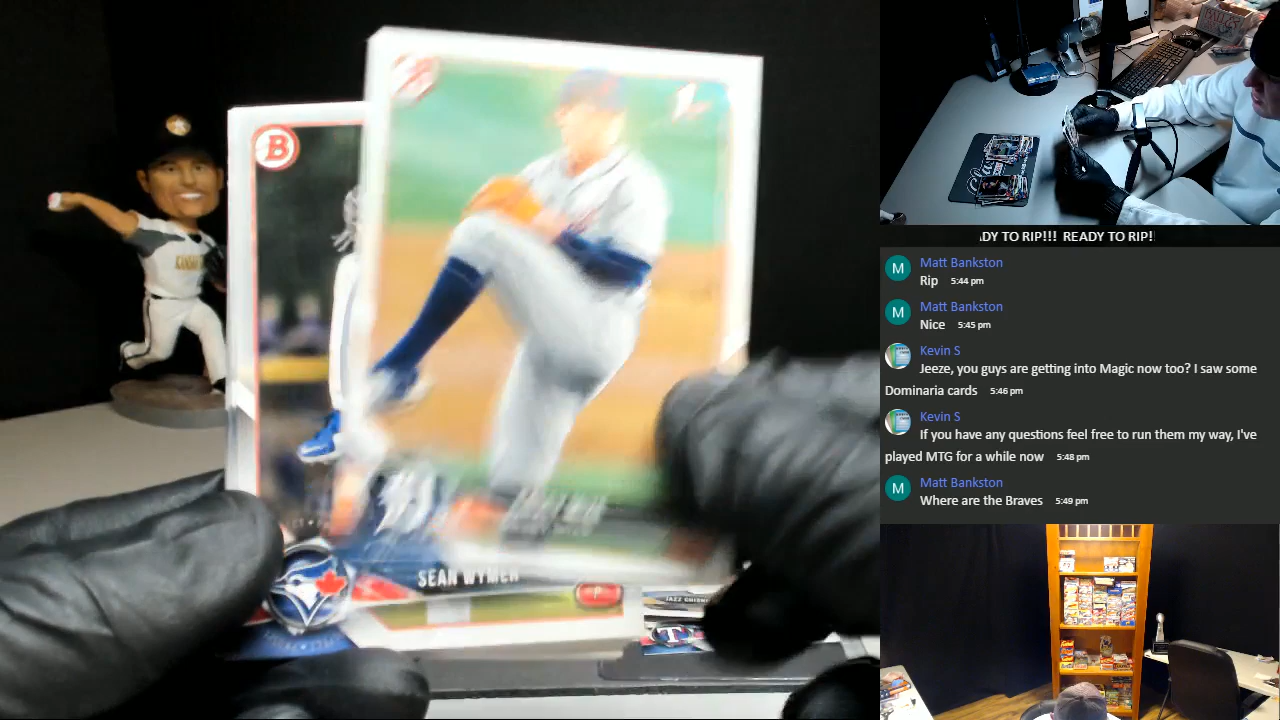 B
SEAN WYMER
P
JAZZ CHISH
T
DY TO RIP!!! READY TO RIP!
M
Matt Bankston
Rip 5:44 pm
M
Matt Bankston
Nice 5:45 pm
Kevin S
Jeeze, you guys are getting into Magic now too? I saw some
Dominaria cards 5:46 pm
Kevin S
If you have any questions feel free to run them my way, I've
played MTG for a while now 5:48 pm
M
Matt Bankston
Where are the Braves 5:49 pm